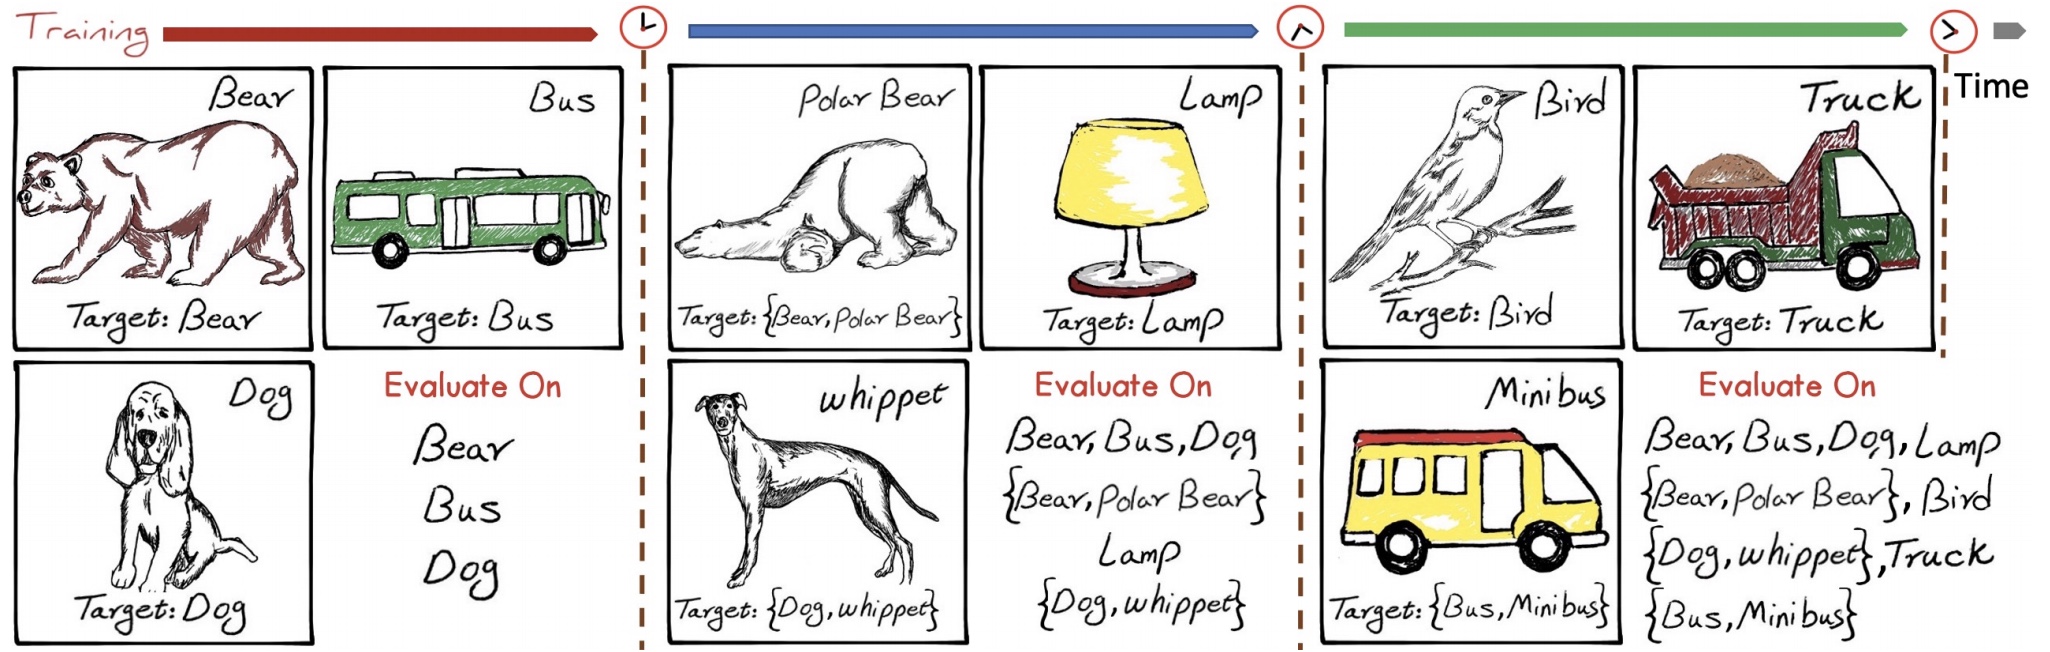 Training
Time
Bear
Target: Bear
Bus
Target: Bus
Dog
Target: Dog
Evaluate On
Bear
Bus
Dog
Polar Bear
Target: {Bear, Polar Bear}
Lamp
Target: Lamp
whippet
Target: {Dog, whippet}
Evaluate On
Bear, Bus, Dog
{Bear, Polar Bear}
Lamp
{Dog, whippet}
Bird
Target: Bird
Truck
Target: Truck
Minibus
Target: {Bus, Minibus}
Evaluate On
Bear, Bus, Dog, Lamp
{Bear, Polar Bear}, Bird
{Dog, whippet}, Truck
{Bus, Minibus}